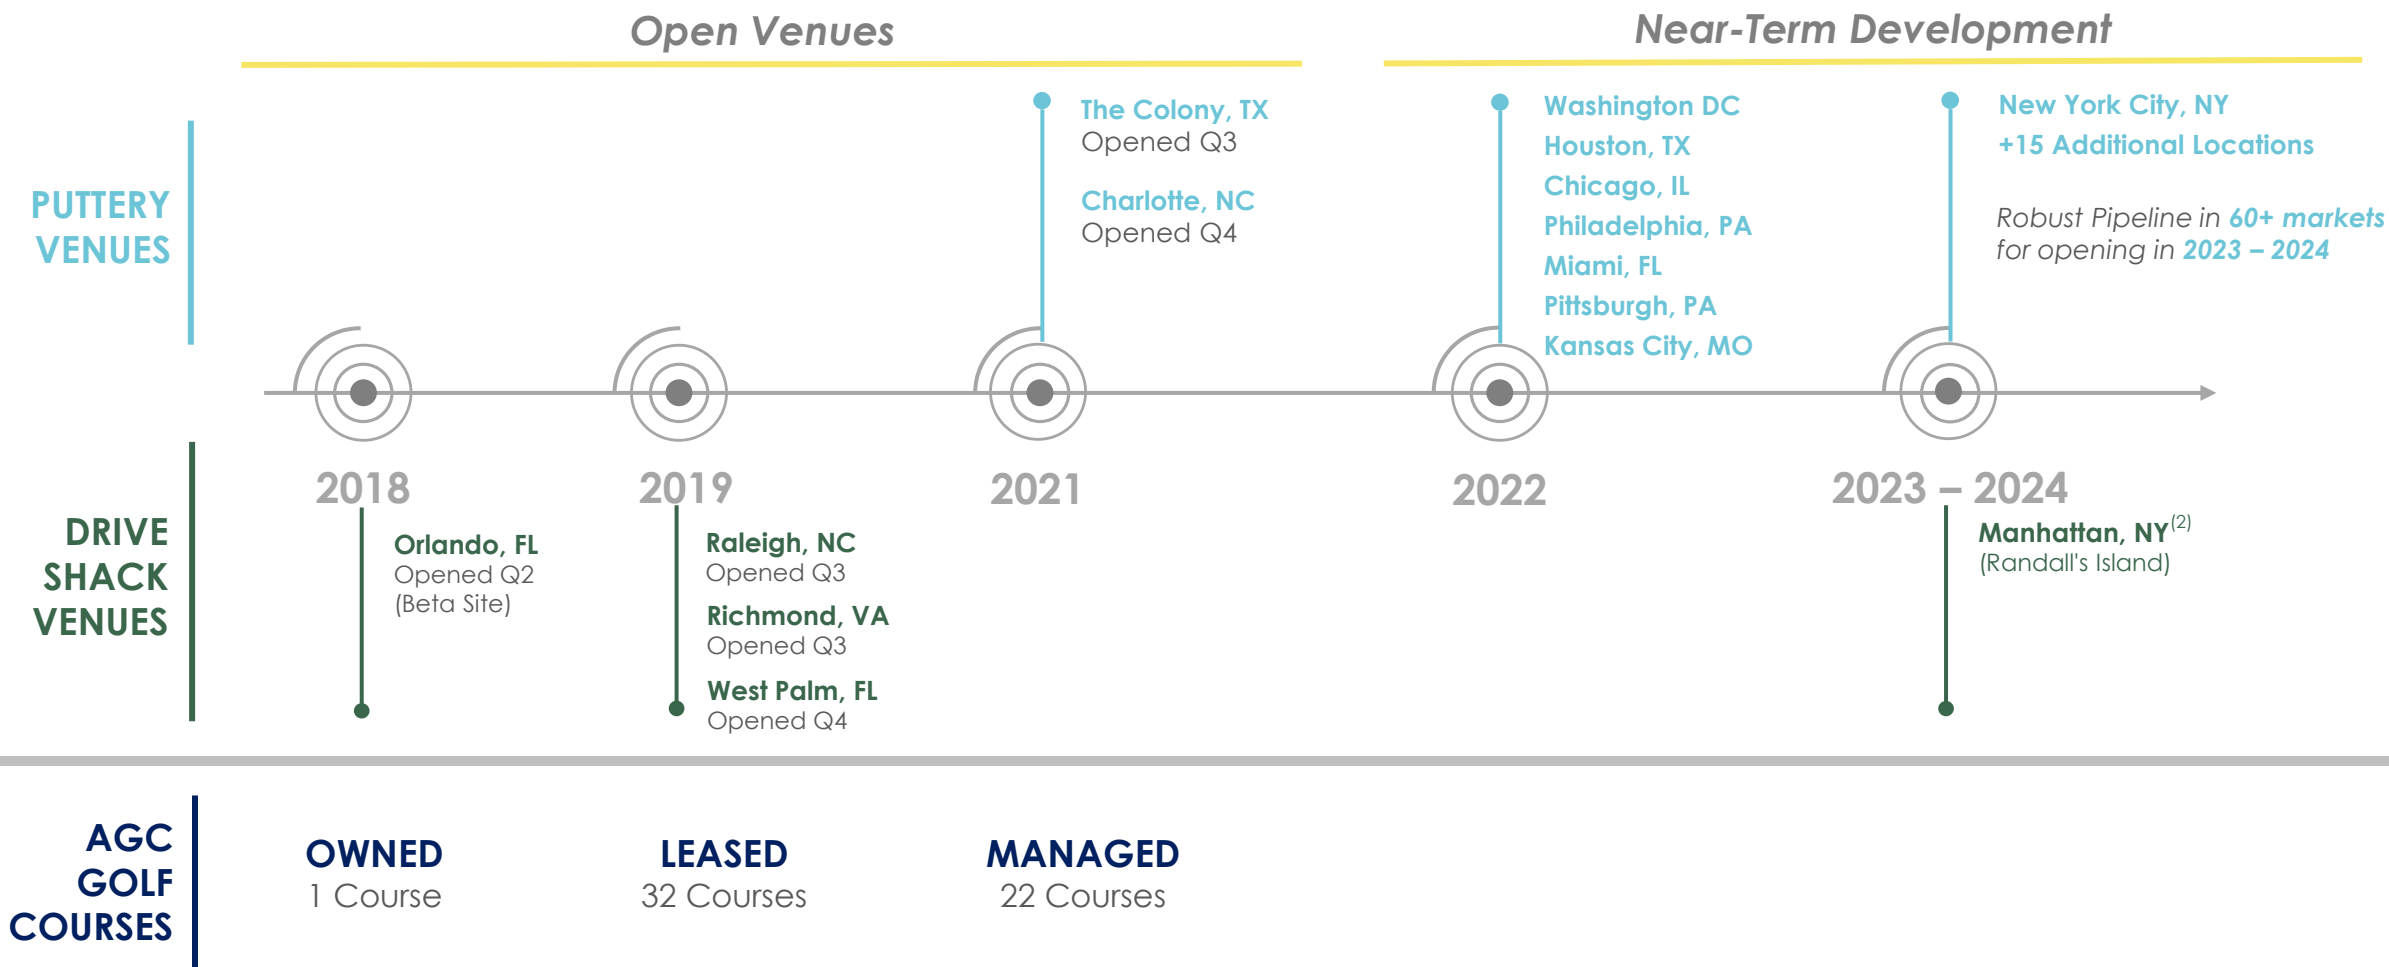 Open Venues
Near-Term Development
PUTTERY
VENUES
The Colony, TX
Opened Q3
Charlotte, NC
Opened Q4
Washington DC
Houston, TX
Chicago, IL
Philadelphia, PA
Miami, FL
Pittsburgh, PA
Kansas City, MO
New York City, NY
+15 Additional Locations
Robust Pipeline in 60+ markets
for opening in 2023 – 2024
2018
2019
2021
2022
2023 – 2024
DRIVE
SHACK
VENUES
Orlando, FL
Opened Q2
(Beta Site)
Raleigh, NC
Opened Q3
Richmond, VA
Opened Q3
West Palm, FL
Opened Q4
Manhattan, NY(2)
(Randall's Island)
AGC
GOLF
COURSES
OWNED
1 Course
LEASED
32 Courses
MANAGED
22 Courses